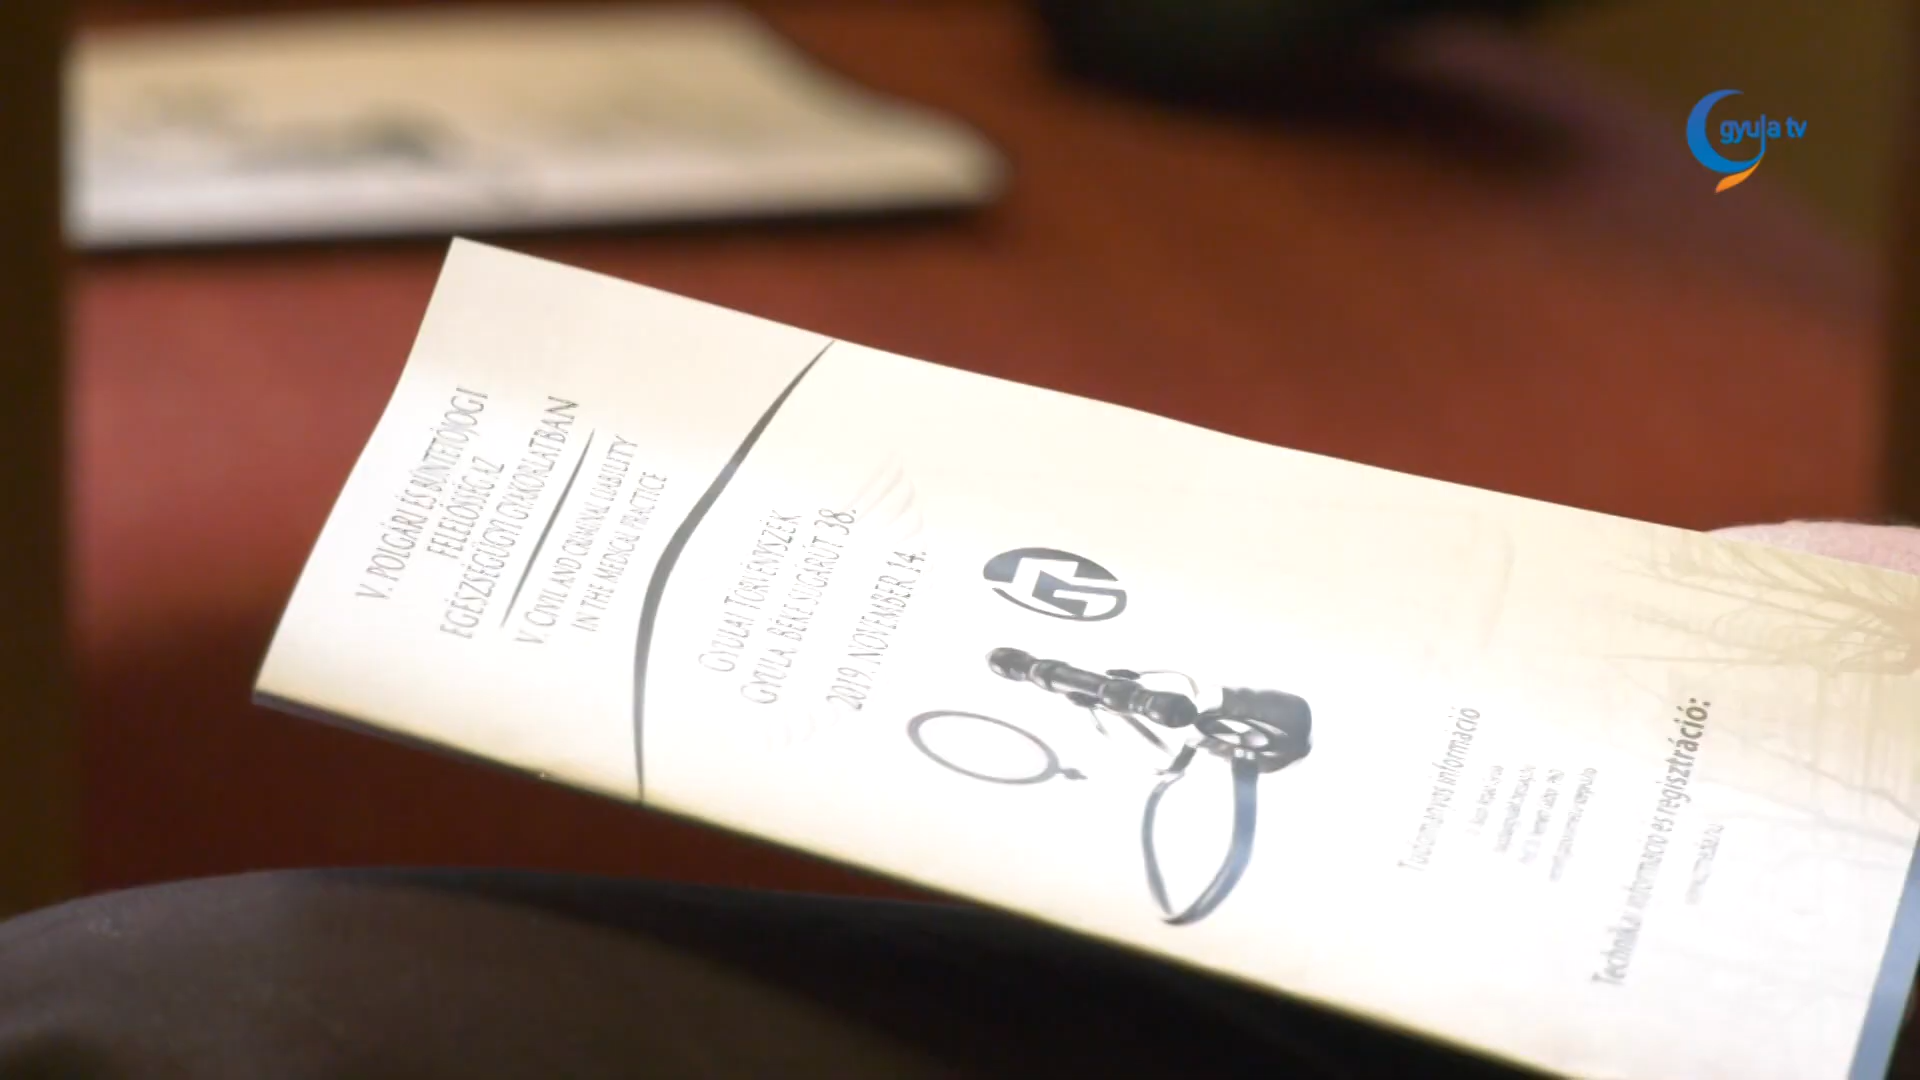 gyula tv
V. POLGÁRI ÉS BÜNTETŐJOGI
FELELŐSSÉG AZ
EGÉSZSÉGÜGYI GYAKORLATBAN
V. CIVIL AND CRIMINAL LIABILITY
IN THE MEDICAL PRACTICE
GYULAI TÖRVÉNYSZÉK
GYULA, BÉKE SUGÁRÚT 38.
2019. NOVEMBER 14.
Tudományos információ
Technikai információ és regisztráció: